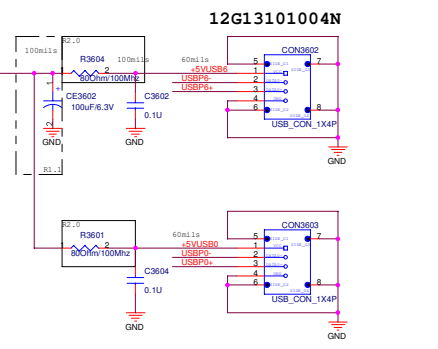 12G13101004N
R2.0
CON3602
100mils
R3604
100mils
60mils
5
7
1
2
+5VUSB6
1
80Ohm/100Mhz
USBP6-
2
USBP6+
3
+
CE3602
C3602
4
100uF/6.3V
6
8
0.1U
USB_CON_1X4P
2
GND
GND
GND
R1.1
R2.0
CON3603
R3601
60mils
5
7
1
2
+5VUSB0
1
80Ohm/100Mhz
USBP0-
2
USBP0+
3
C3604
4
6
8
0.1U
USB_CON_1X4P
GND
GND